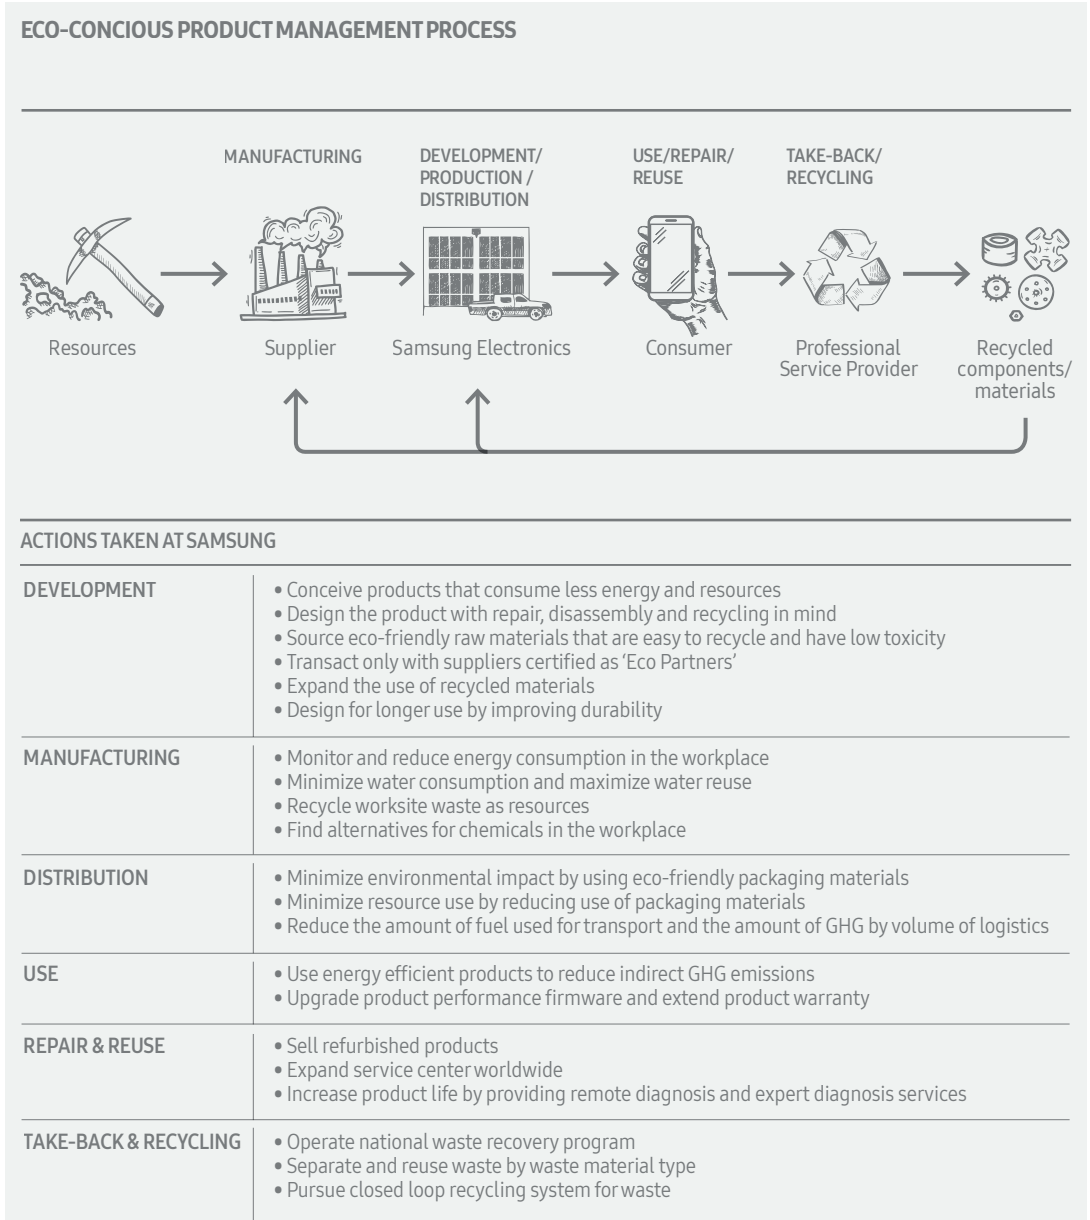 ECO-CONCIOUS PRODUCT MANAGEMENT PROCESS
MANUFACTURING
DEVELOPMENT/
PRODUCTION /
DISTRIBUTION
USE/REPAIR/
REUSE
TAKE-BACK/
RECYCLING
Resources
Supplier
Samsung Electronics
Consumer
Professional
Service Provider
Recycled
components/
materials
ACTIONS TAKEN AT SAMSUNG
DEVELOPMENT
• Conceive products that consume less energy and resources
• Design the product with repair, disassembly and recycling in mind
• Source eco-friendly raw materials that are easy to recycle and have low toxicity
• Transact only with suppliers certified as ‘Eco Partners’
• Expand the use of recycled materials
• Design for longer use by improving durability
MANUFACTURING
• Monitor and reduce energy consumption in the workplace
• Minimize water consumption and maximize water reuse
• Recycle worksite waste as resources
• Find alternatives for chemicals in the workplace
DISTRIBUTION
• Minimize environmental impact by using eco-friendly packaging materials
• Minimize resource use by reducing use of packaging materials
• Reduce the amount of fuel used for transport and the amount of GHG by volume of logistics
USE
• Use energy efficient products to reduce indirect GHG emissions
• Upgrade product performance firmware and extend product warranty
REPAIR & REUSE
• Sell refurbished products
• Expand service center worldwide
• Increase product life by providing remote diagnosis and expert diagnosis services
TAKE-BACK & RECYCLING
• Operate national waste recovery program
• Separate and reuse waste by waste material type
• Pursue closed loop recycling system for waste